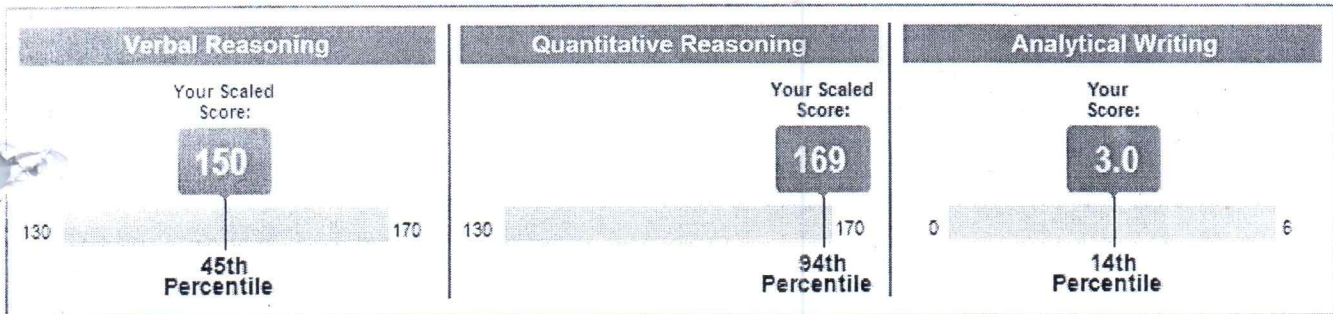 Verbal Reasoning
Your Scaled
Score:
150
130
170
45th
Percentile
Quantitative Reasoning
Your Scaled
Score:
169
130
170
94th
Percentile
Analytical Writing
Your
Score:
3.0
0
6
14th
Percentile